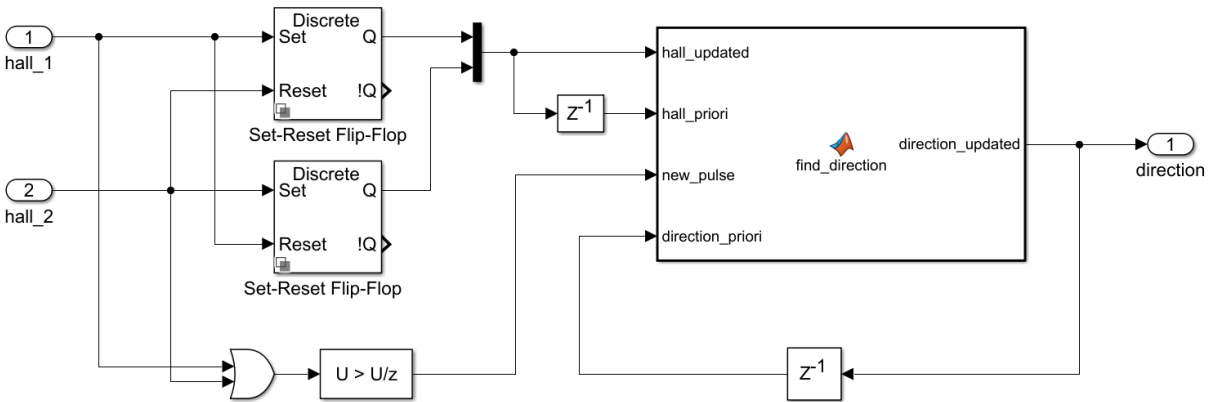 1
hall_1
Discrete
Set
Q
Reset
!Q
Set-Reset Flip-Flop
2
hall_2
Discrete
Set
Q
Reset
!Q
Set-Reset Flip-Flop
U > U/z
Z-1
hall_updated
hall_priori
new_pulse
direction_priori
find_direction
direction_updated
Z-1
1
direction